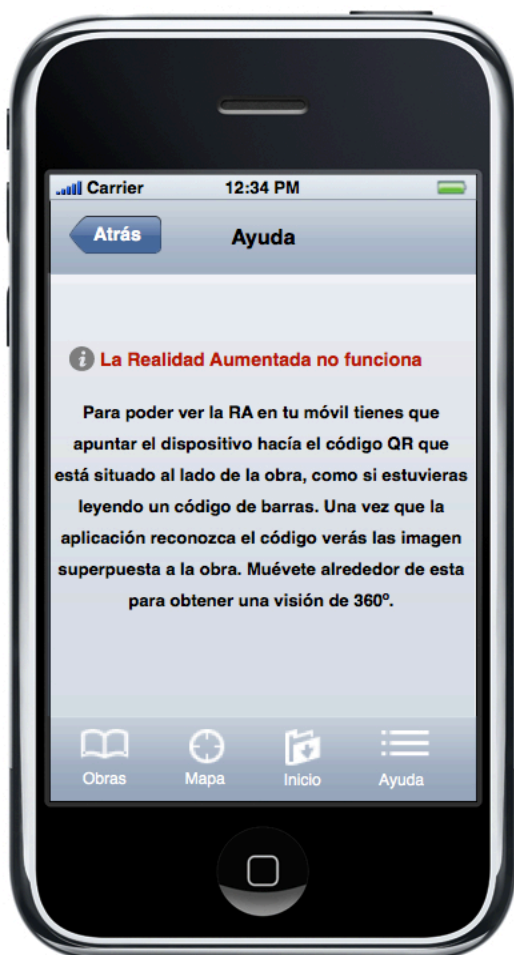 Carrier 12:34 PM
Atrás Ayuda
La Realidad Aumentada no funciona
Para poder ver la RA en tu móvil tienes que
apuntar el dispositivo hacía el código QR que
está situado al lado de la obra, como si estuvieras
leyendo un código de barras. Una vez que la
aplicación reconozca el código verás las imagen
superpuesta a la obra. Muévete alrededor de esta
para obtener una visión de 360º.
Obras Mapa Inicio Ayuda